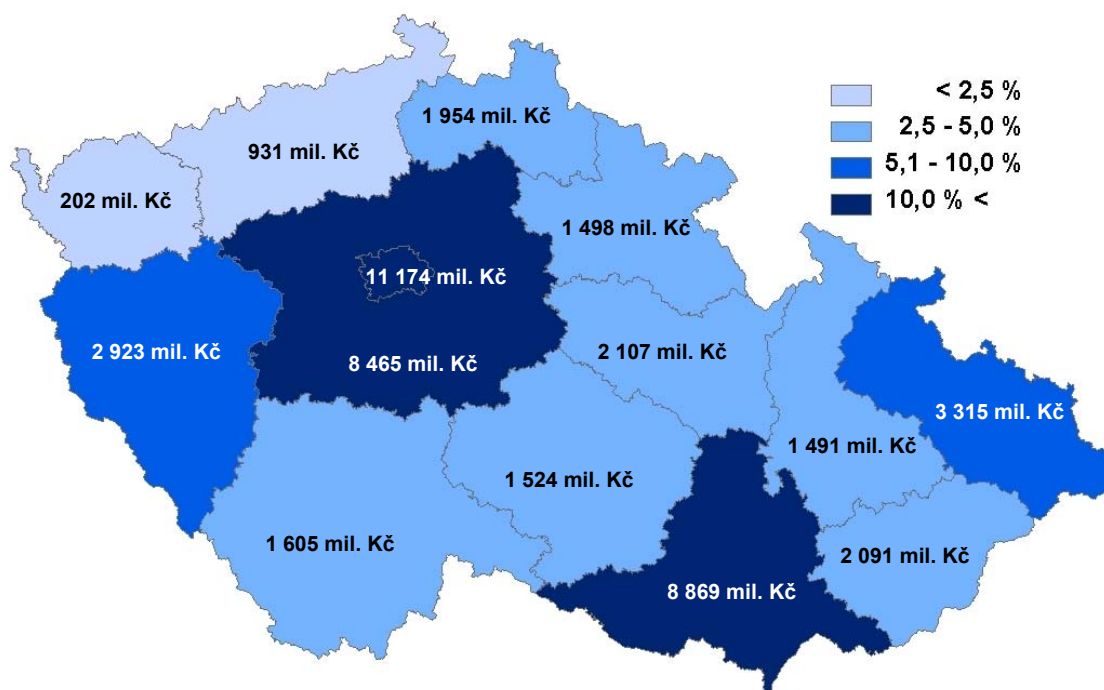 < 2,5 %
2,5 - 5,0 %
5,1 - 10,0 %
10,0 % <
1 954 mil. Kč
931 mil. Kč
202 mil. Kč
1 498 mil. Kč
11 174 mil. Kč
2 923 mil. Kč
8 465 mil. Kč
2 107 mil. Kč
3 315 mil. Kč
1 491 mil. Kč
1 524 mil. Kč
1 605 mil. Kč
2 091 mil. Kč
8 869 mil. Kč